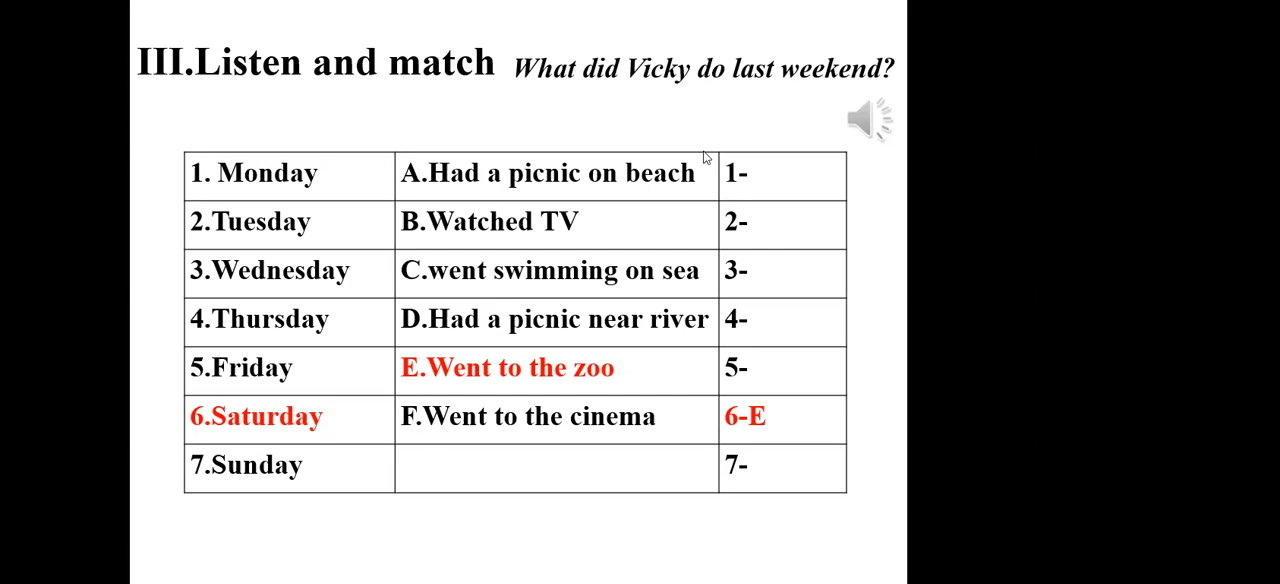 III.Listen and match What did Vicky do last weekend?
1. Monday A.Had a picnic on beach 1-
2.Tuesday B.Watched TV 2-
3.Wednesday C.went swimming on sea 3-
4.Thursday D.Had a picnic near river 4-
5.Friday E.Went to the zoo 5-
6.Saturday F.Went to the cinema 6-E
7.Sunday 7-